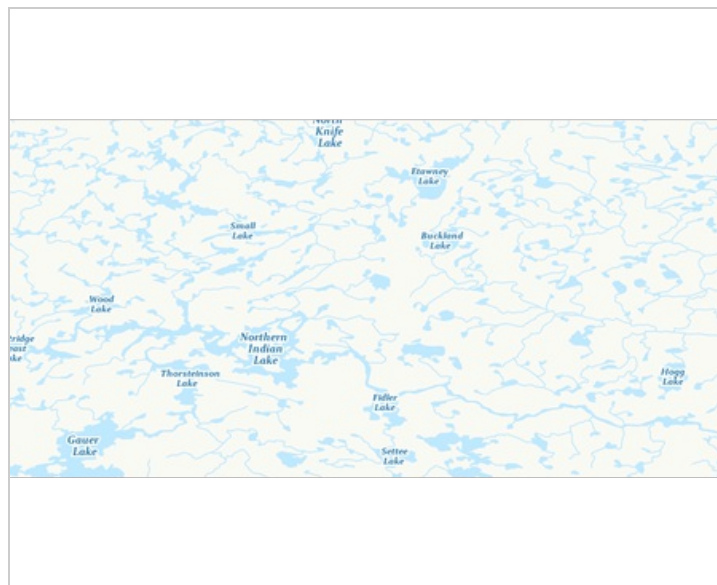 North
Knife
Lake
Etawney
Lake
Small
Lake
Buckland
Lake
Wood
Lake
Northern
Indian
Lake
Thorsteinson
Lake
Hogg
Lake
Fidler
Lake
Gauer
Lake
Settee
Lake